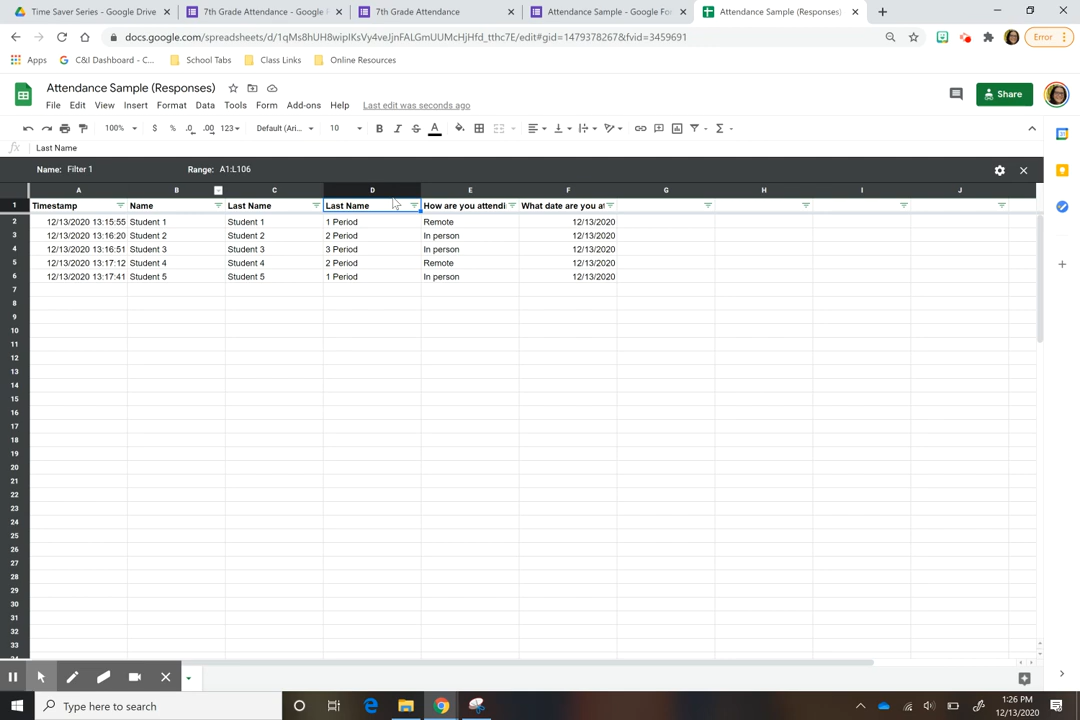 Time Saver Series - Google Drive
7th Grade Attendance - Google F
7th Grade Attendance
Attendance Sample - Google Fo
Attendance Sample (Responses)
docs.google.com/spreadsheets/d/1qMs8hUH8wipIKsVy4veJjnFALGmUUMcHjHfd_tthc7E/edit#gid=1479378267&fvid=3459691
Error
Apps C&I Dashboard - C... School Tabs Class Links Online Resources
Attendance Sample (Responses)
File Edit View Insert Format Data Tools Form Add-ons Help Last edit was seconds ago
Share
100% $ % .0 .00 123 Default (Ari... 10 B I S A
fx Last Name
Name: Filter 1 Range: A1:L106
A B C D E F G H I J
1 Timestamp Name Last Name Last Name How are you attendi What date are you at
2 12/13/2020 13:15:55 Student 1 Student 1 1 Period Remote 12/13/2020
3 12/13/2020 13:16:20 Student 2 Student 2 2 Period In person 12/13/2020
4 12/13/2020 13:16:51 Student 3 Student 3 3 Period In person 12/13/2020
5 12/13/2020 13:17:12 Student 4 Student 4 2 Period Remote 12/13/2020
6 12/13/2020 13:17:41 Student 5 Student 5 1 Period In person 12/13/2020
7
8
9
10
11
12
13
14
15
16
17
18
19
20
21
22
23
24
25
26
27
28
29
30
31
32
33
Type here to search
1:26 PM
12/13/2020